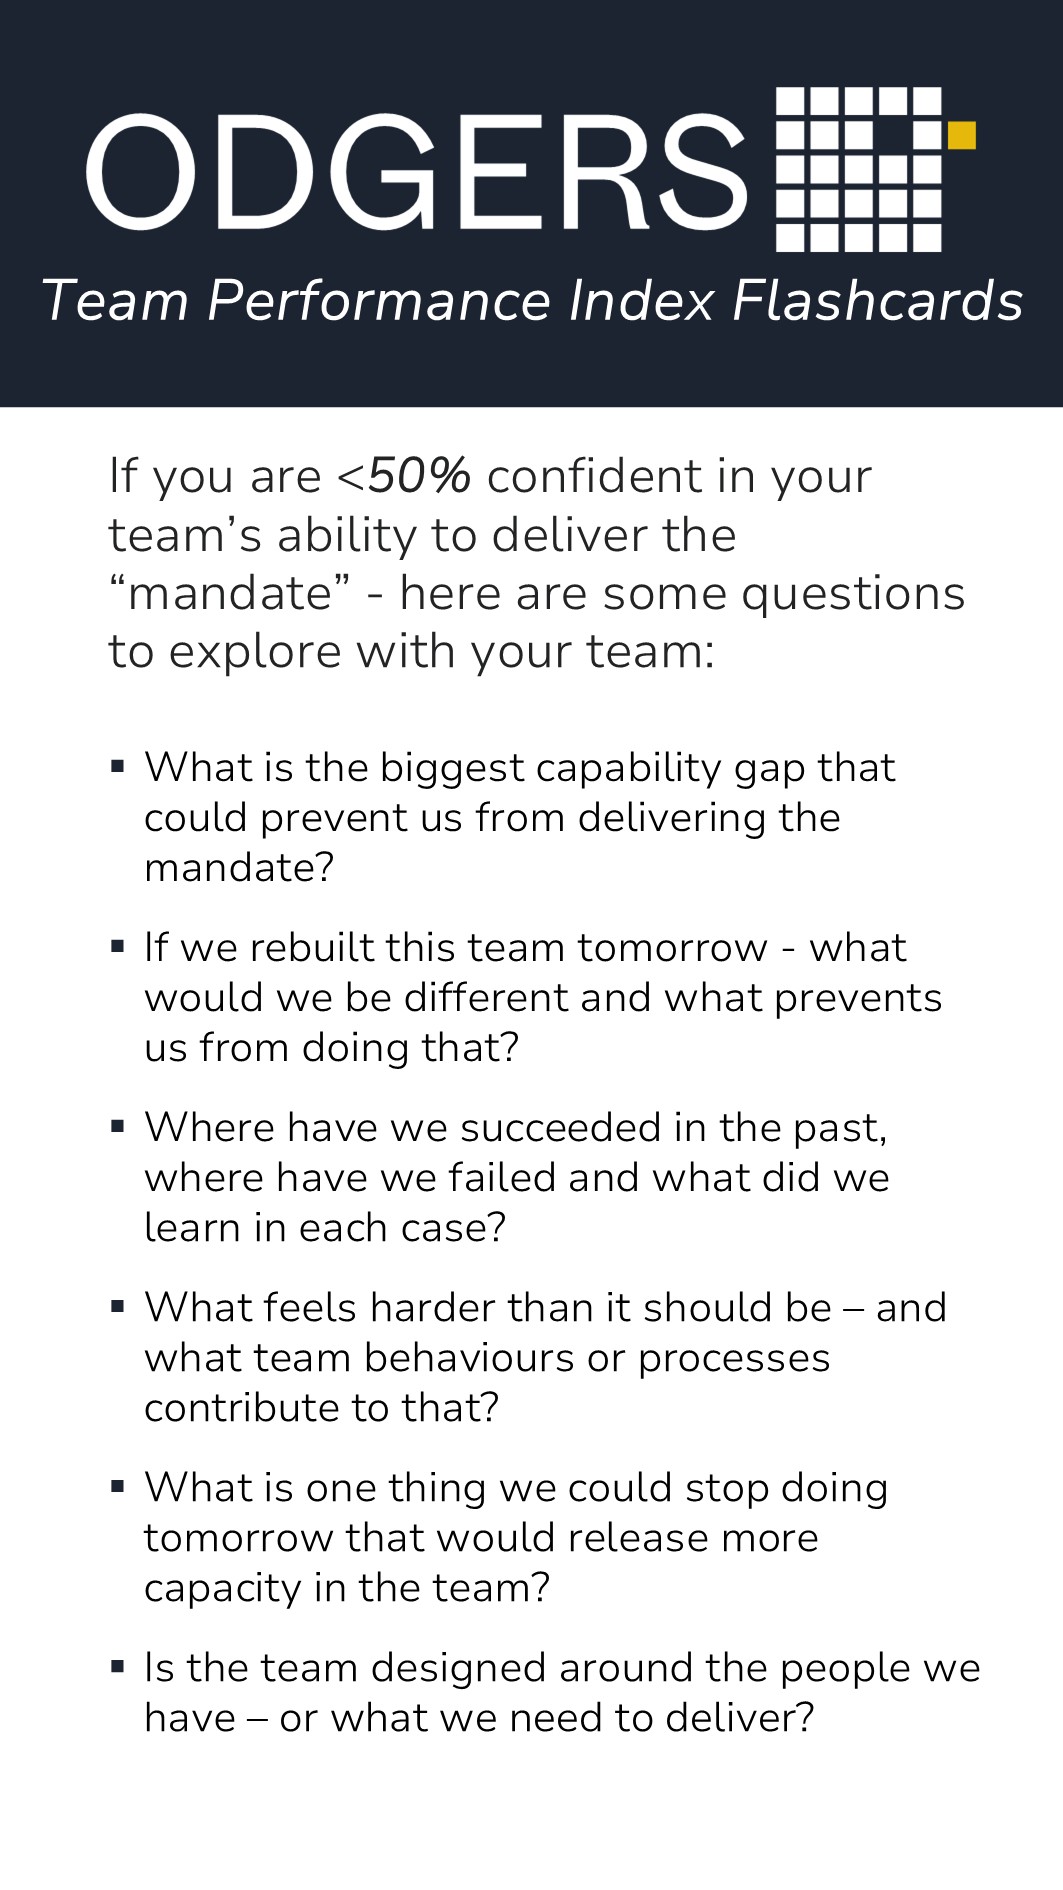 ODGERS
Team Performance Index Flashcards
If you are <50% confident in your
team’s ability to deliver the
“mandate” - here are some questions
to explore with your team:
▪ What is the biggest capability gap that
could prevent us from delivering the
mandate?
▪ If we rebuilt this team tomorrow - what
would we be different and what prevents
us from doing that?
▪ Where have we succeeded in the past,
where have we failed and what did we
learn in each case?
▪ What feels harder than it should be – and
what team behaviours or processes
contribute to that?
▪ What is one thing we could stop doing
tomorrow that would release more
capacity in the team?
▪ Is the team designed around the people we
have – or what we need to deliver?